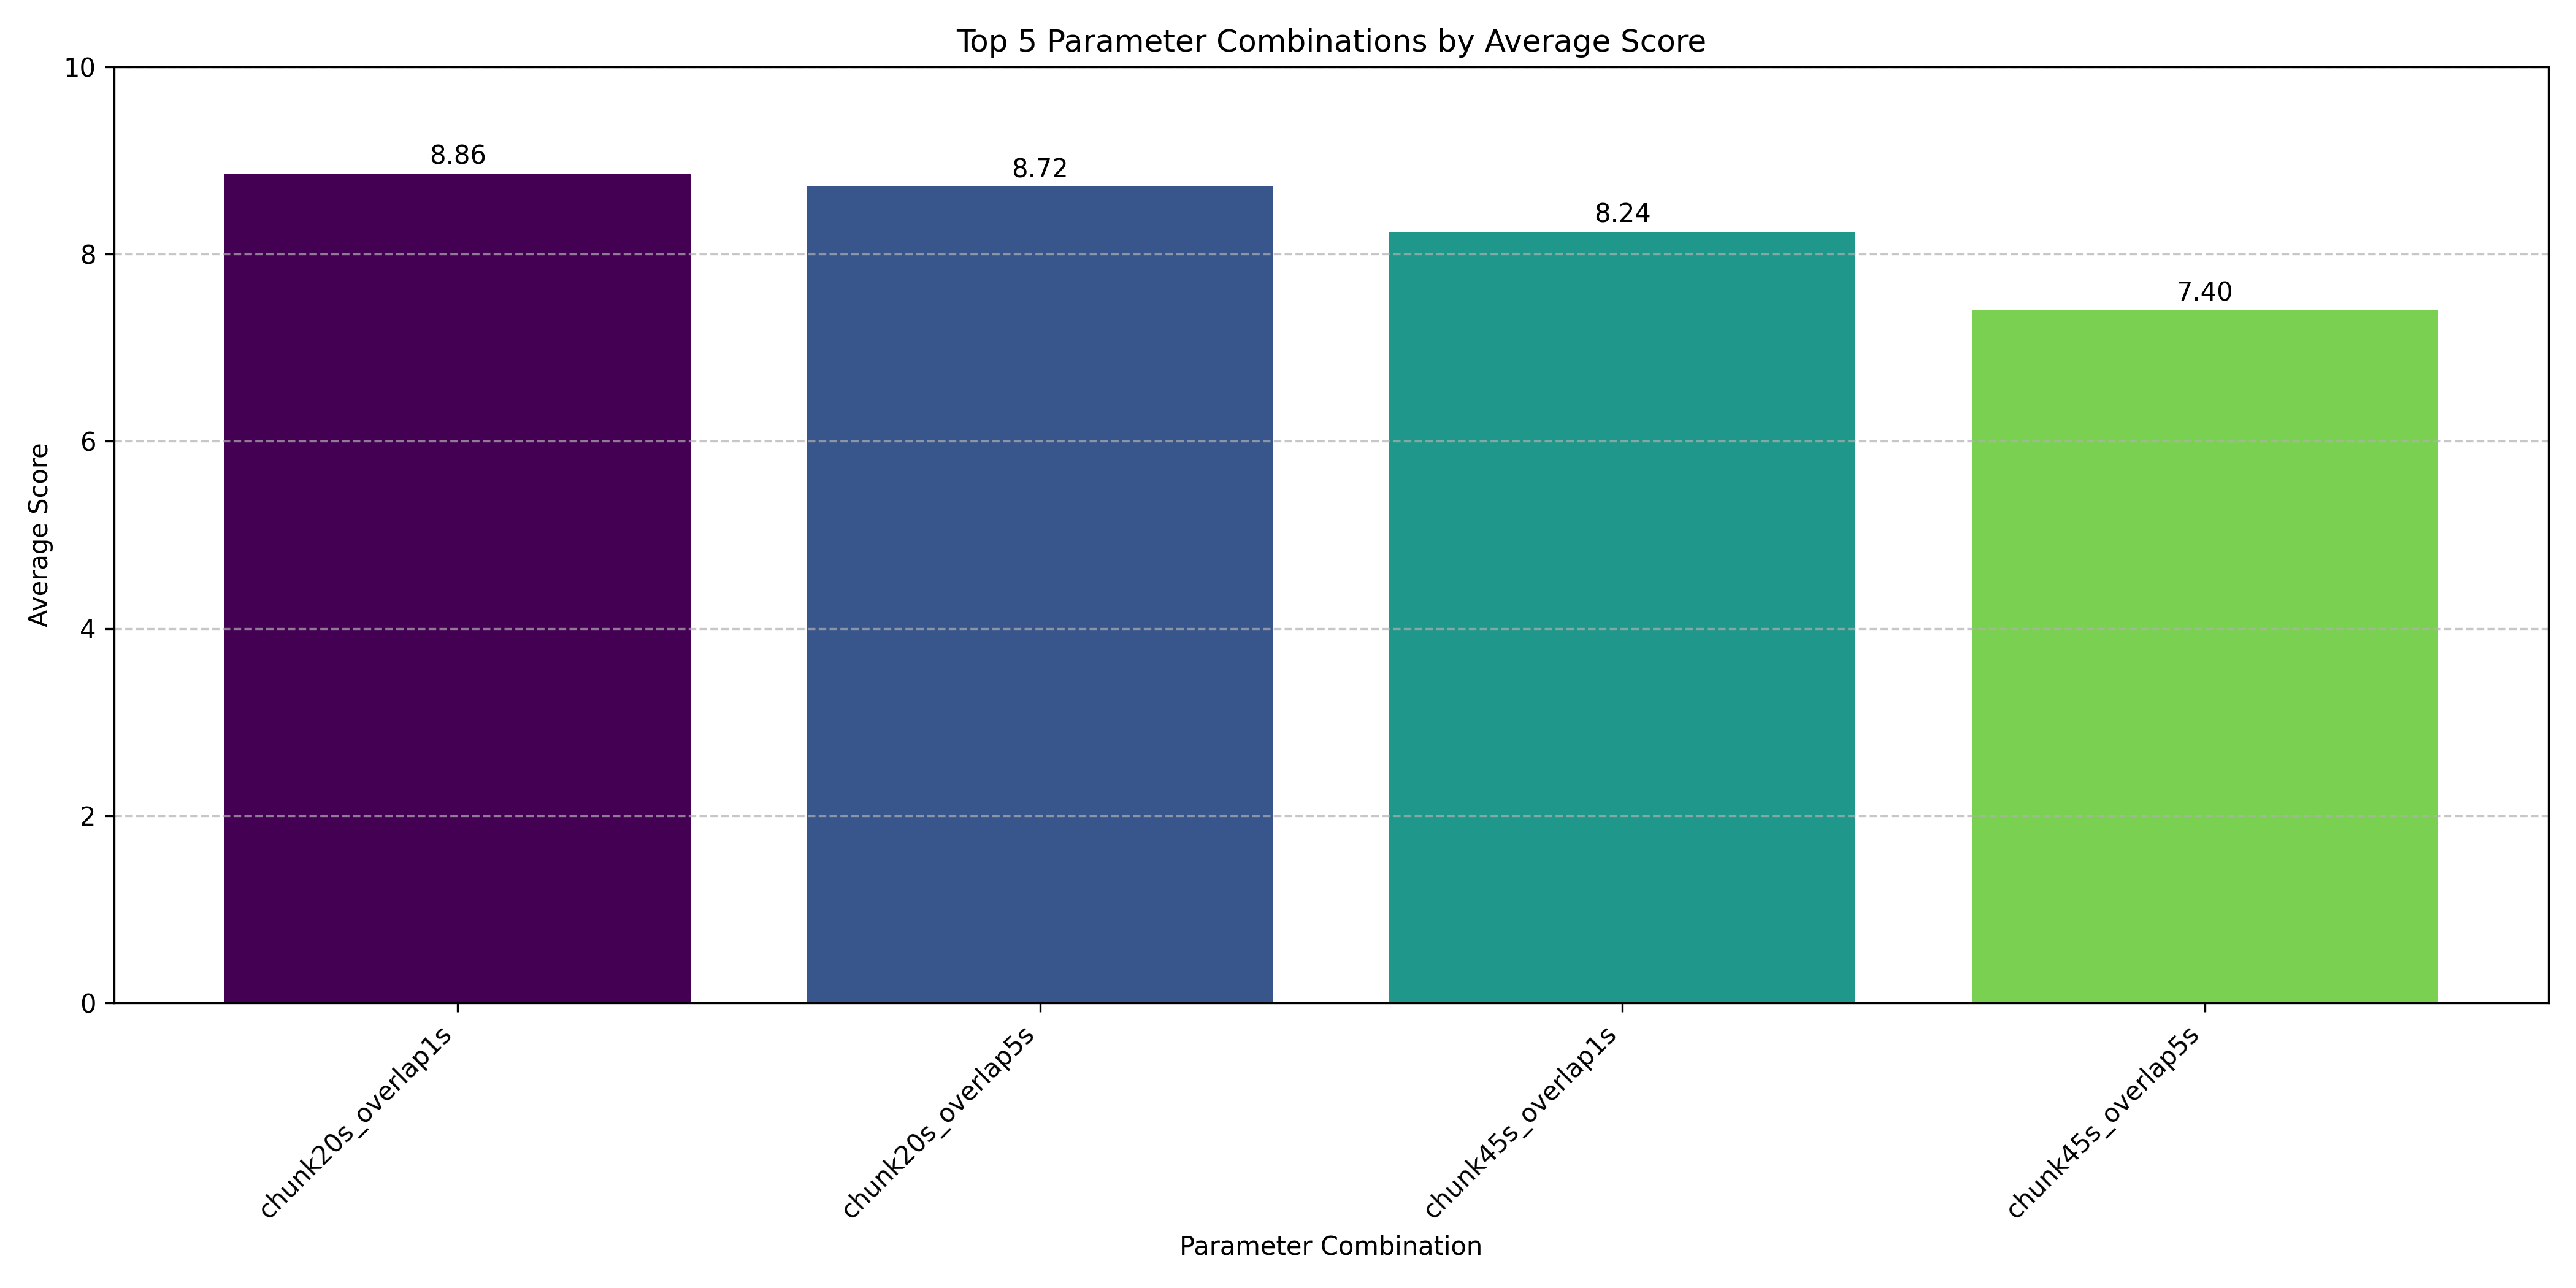 Top 5 Parameter Combinations by Average Score
Average Score
10
8
6
4
2
0
8.86
8.72
8.24
7.40
chunk20s_overlap1s
chunk20s_overlap5s
chunk45s_overlap1s
chunk45s_overlap5s
Parameter Combination